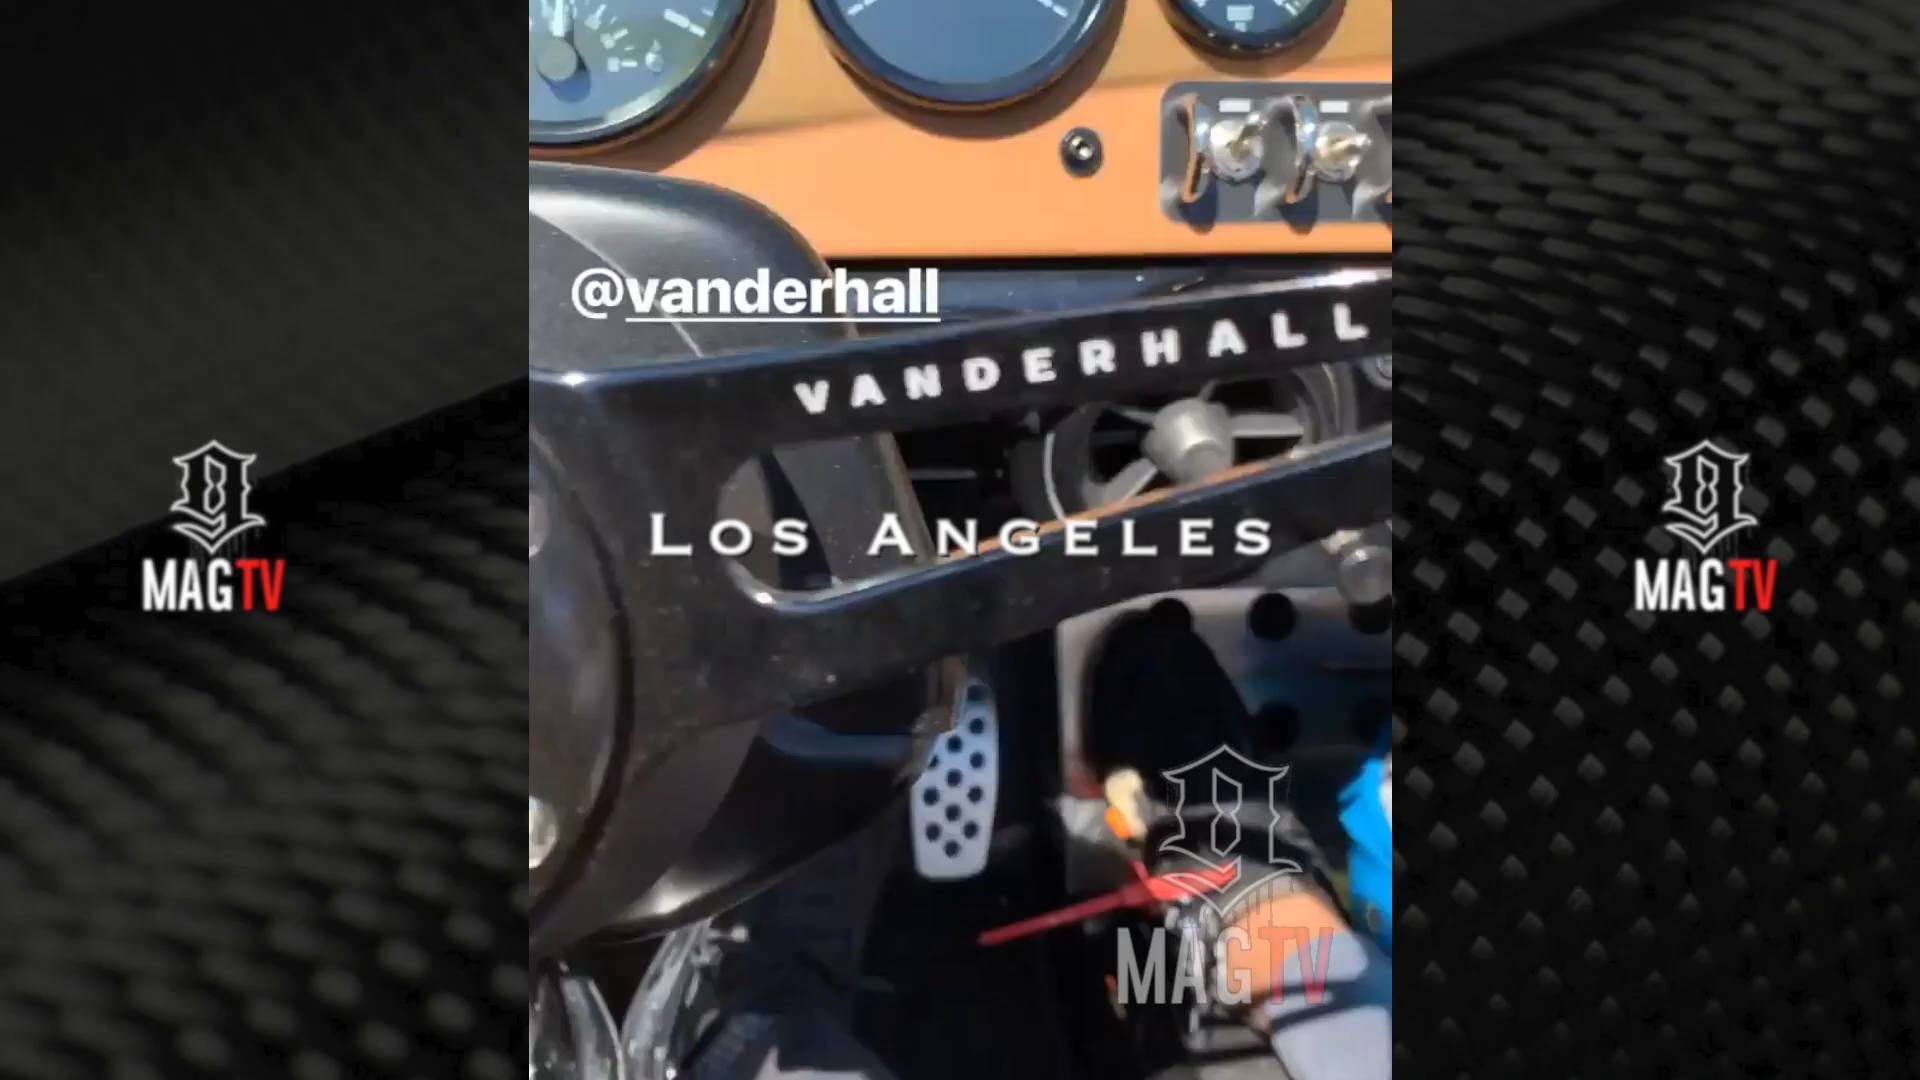 @vanderhall
VANDERHALL
LOS ANGELES
MAGTV
MAGTV
MAGTV